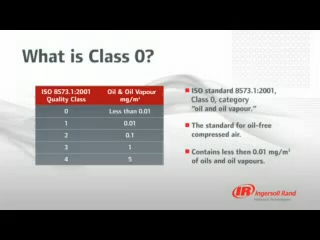 What is Class 0?
ISO 8573.1:2001
Quality Class
Oil & Oil Vapour
mg/m³
0 Less than 0.01
1 0.01
2 0.1
3 1
4 5
ISO standard 8573.1:2001,
Class 0, category
"oil and oil vapour."
The standard for oil-free
compressed air.
Contains less then 0.01 mg/m³
of oils and oil vapours.
IR Ingersoll Rand